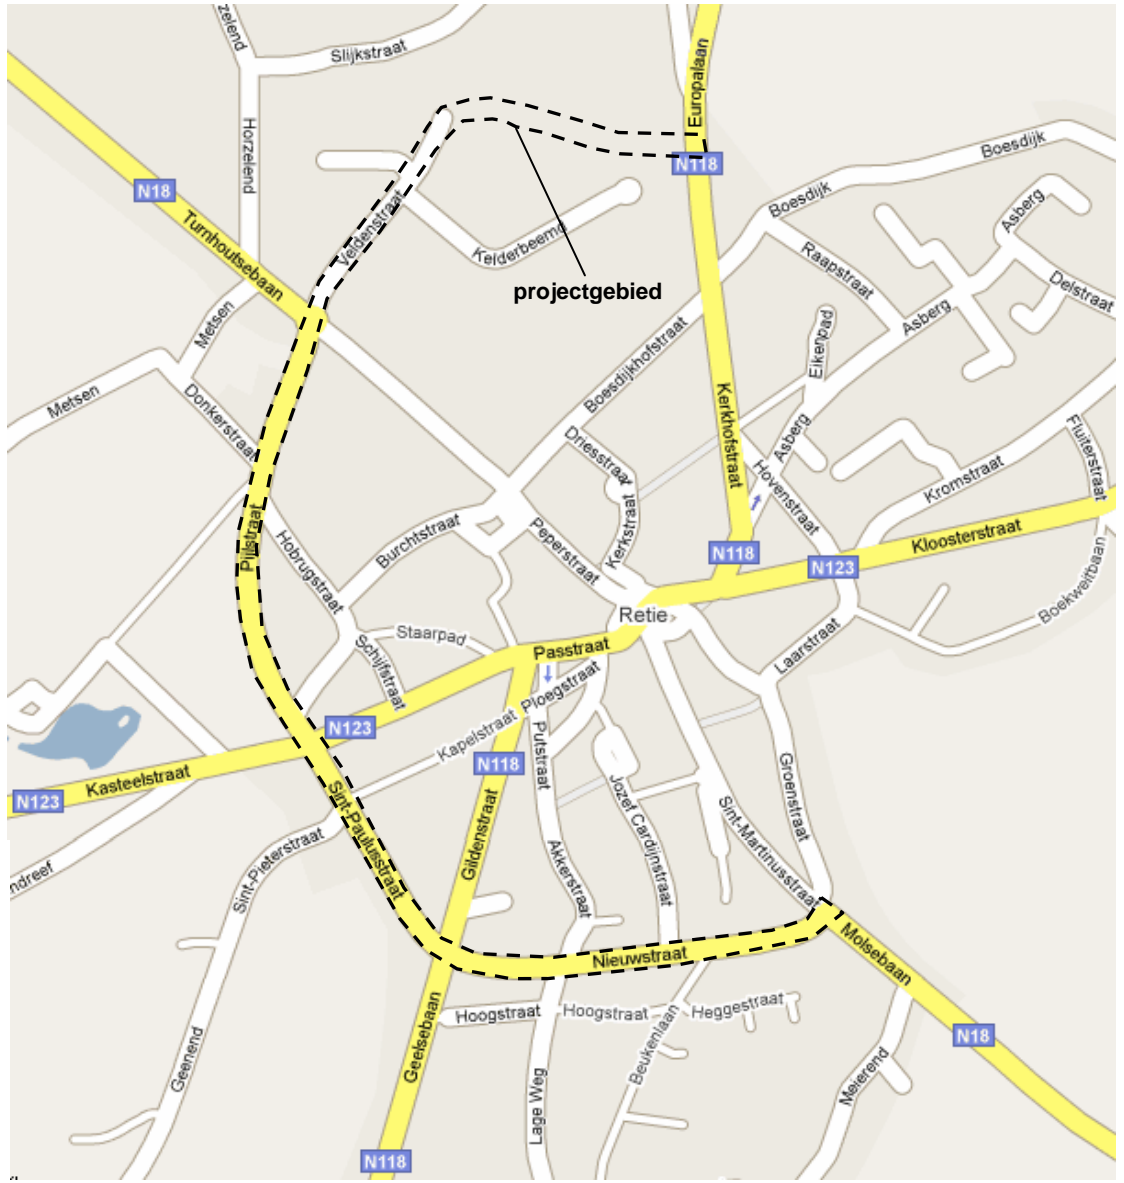 zelend
Slijkstraat
Europalaan
Horzelend
Boesdijk
N118
N18
Boesdijk
Asberg
Veldenstraat
Turnhoutsebaan
Kelderbeemd
Raapstraat
Delstraat
projectgebied
Metsen
Asberg
Eikenpad
Boesdijkhofstraat
Metsen
Donkerstraat
Kerkhofstraat
Driesstraat
Asberg
Fluiterstraat
Hovenstraat
Kromstraat
Pijlstraat
Burchtstraat
Kerkstraat
Peperstraat
Kloosterstraat
Hobrugstraat
N118
N123
Boekweitbaan
Retie
Staarpad
Schijfstraat
Passtraat
Laarstraat
Ploegstraat
N123
Kapelstraat
Putstraat
N118
Kasteelstraat
N123
Groenstraat
Sint-Paulusstraat
Jozef Cardijnstraat
Sint-Martinusstraat
Gildenstraat
Sint-Pieterstraat
Akkerstraat
ndreef
Nieuwstraat
Molsebaan
Hoogstraat
Hoogstraat
Heggestraat
Geelsebaan
Beukenlaan
N18
Geenend
Meierend
Lage Weg
N118